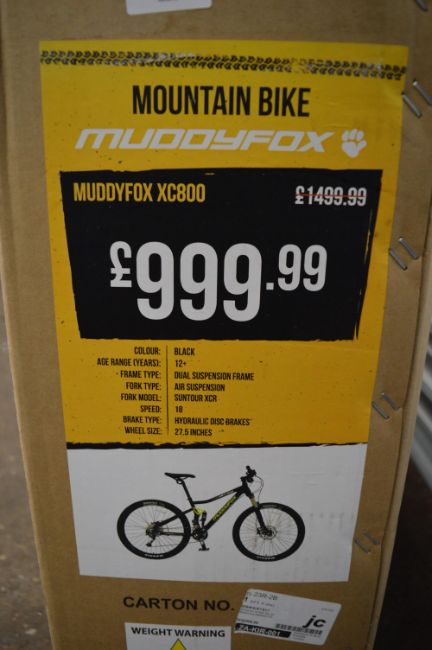 MOUNTAIN BIKE
MUDDYFOX
MUDDYFOX XC800 £1499.99
£999.99
COLOUR: BLACK
AGE RANGE (YEARS): 12+
FRAME TYPE: DUAL SUSPENSION FRAME
FORK TYPE: AIR SUSPENSION
FORK MODEL: SUNTOUR XCR
SPEED: 18
BRAKE TYPE: HYDRAULIC DISC BRAKES
WHEEL SIZE: 27.5 INCHES
CARTON NO.
jc
WEIGHT WARNING